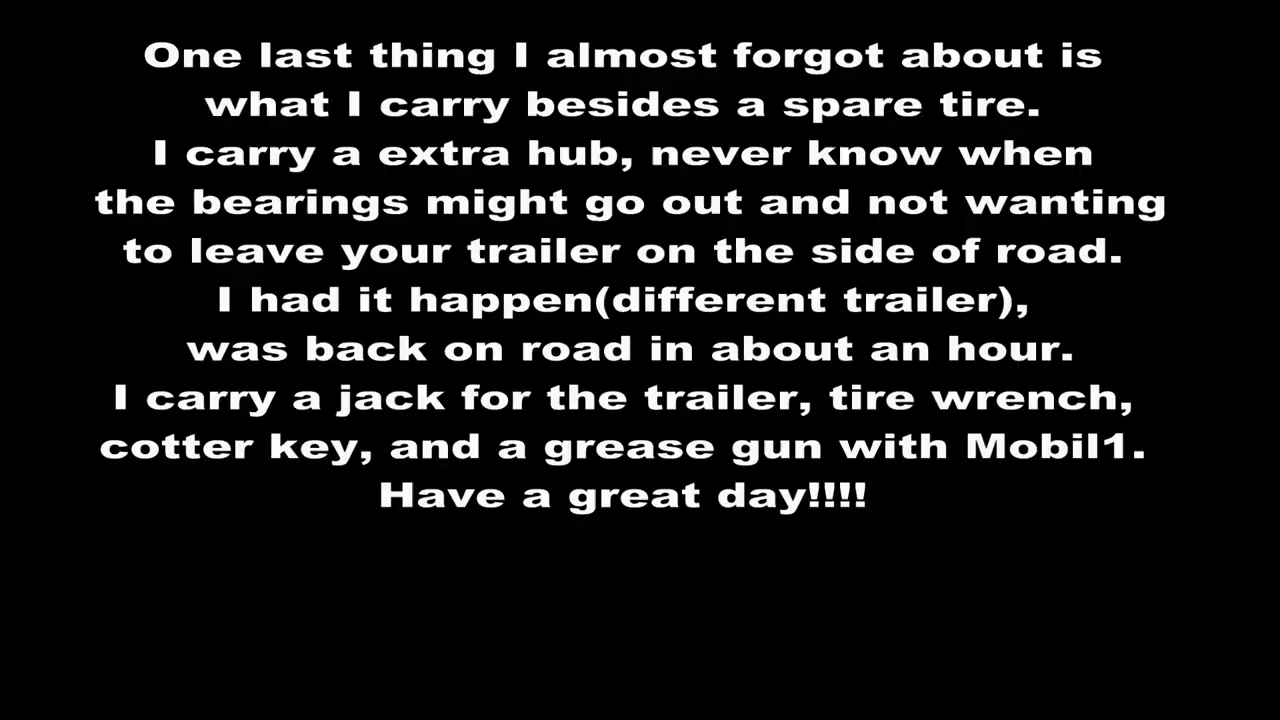 One last thing I almost forgot about is
what I carry besides a spare tire.
I carry a extra hub, never know when
the bearings might go out and not wanting
to leave your trailer on the side of road.
I had it happen(different trailer),
was back on road in about an hour.
I carry a jack for the trailer, tire wrench,
cotter key, and a grease gun with Mobil1.
Have a great day!!!!